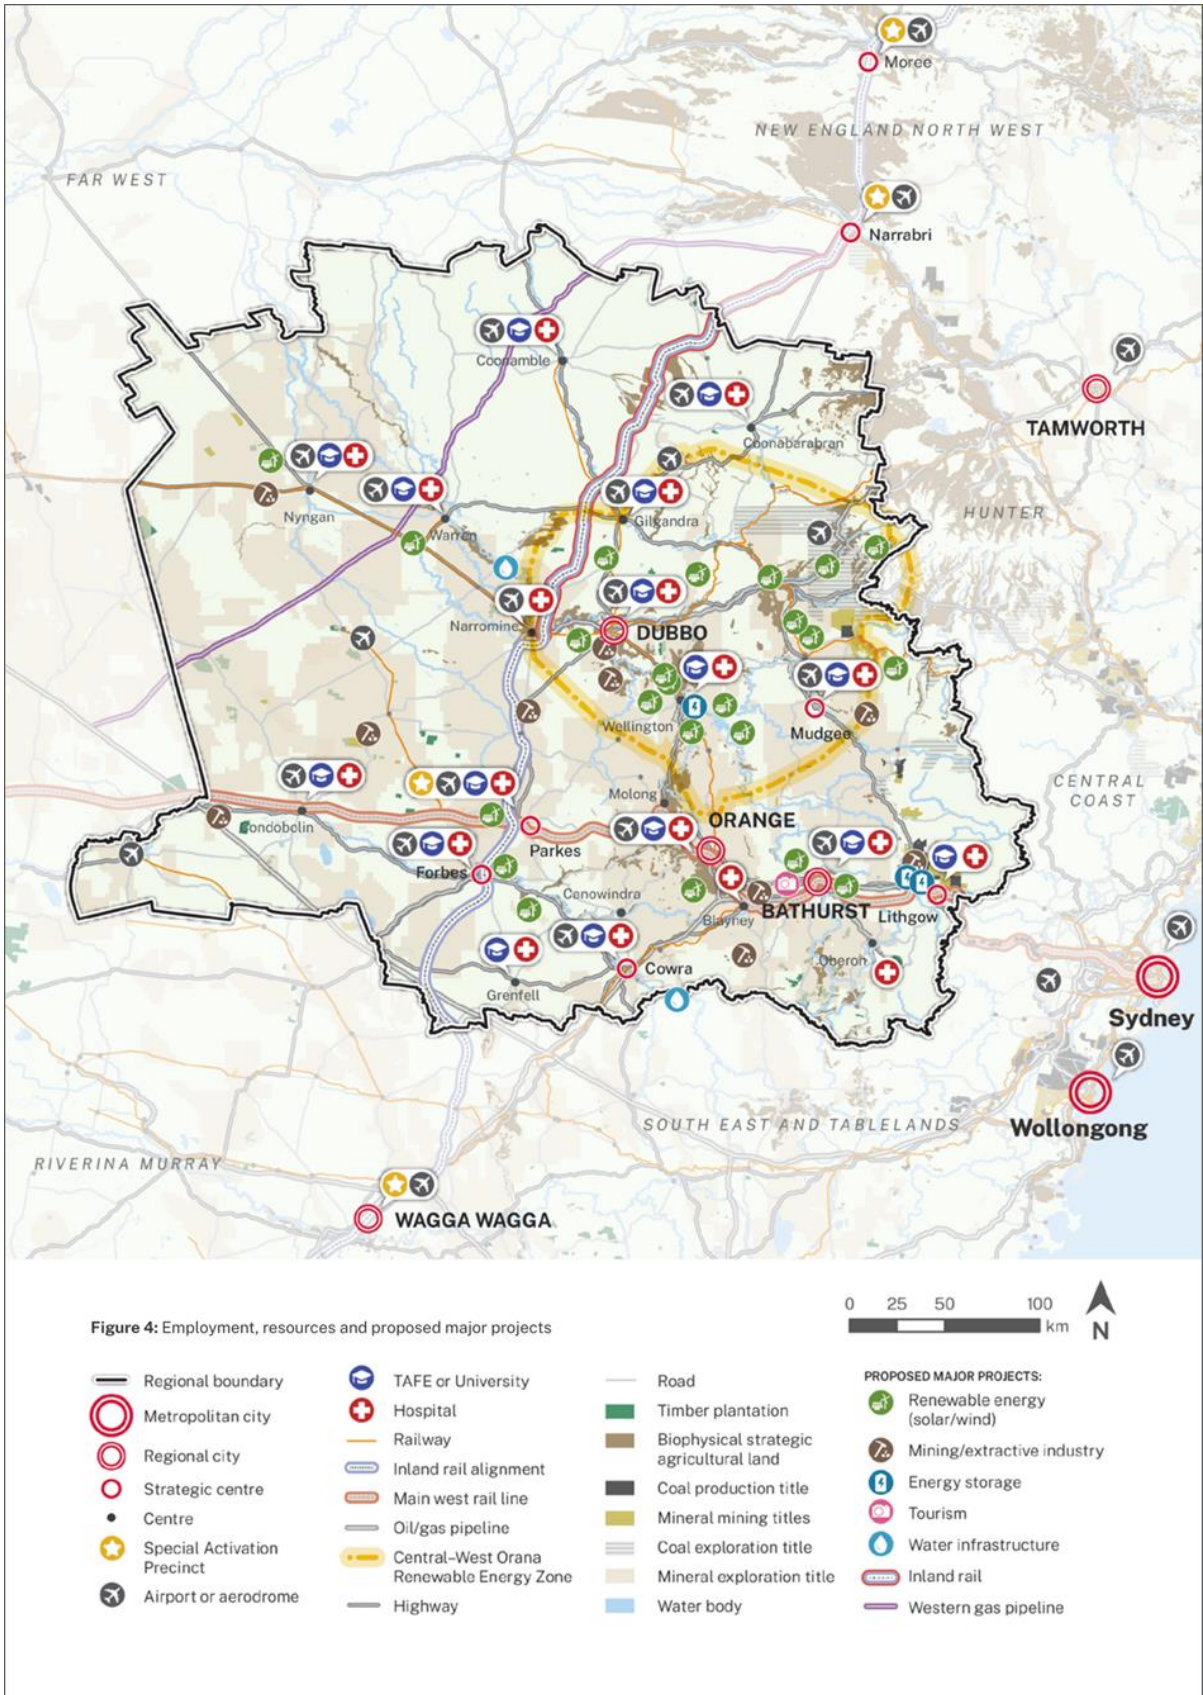 Moree
NEW ENGLAND NORTH WEST
FAR WEST
Narrabri
Coonamble
TAMWORTH
Coonabarabran
Nyngan
Warren
Gilgandra
HUNTER
Narromine
DUBBO
Wellington
Mudgee
CENTRAL
COAST
Molong
Condobolin
ORANGE
Parkes
Forbes
Canowindra
BATHURST
Lithgow
Blayney
Oberon
Cowra
Grenfell
Sydney
Wollongong
SOUTH EAST AND TABLELANDS
RIVERINA MURRAY
WAGGA WAGGA
0 25 50 100
km
N
Figure 4: Employment, resources and proposed major projects
Regional boundary
Metropolitan city
Regional city
Strategic centre
Centre
Special Activation
Precinct
Airport or aerodrome
TAFE or University
Hospital
Railway
Inland rail alignment
Main west rail line
Oil/gas pipeline
Central–West Orana
Renewable Energy Zone
Highway
Road
Timber plantation
Biophysical strategic
agricultural land
Coal production title
Mineral mining titles
Coal exploration title
Mineral exploration title
Water body
PROPOSED MAJOR PROJECTS:
Renewable energy
(solar/wind)
Mining/extractive industry
Energy storage
Tourism
Water infrastructure
Inland rail
Western gas pipeline